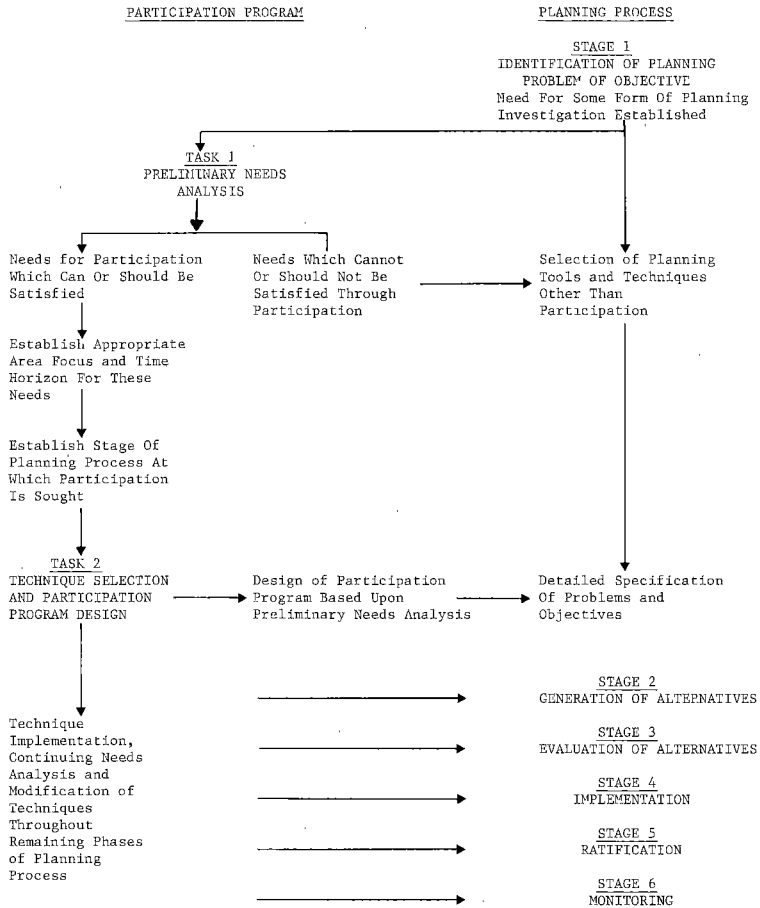 PARTICIPATION PROGRAM
PLANNING PROCESS
STAGE 1
IDENTIFICATION OF PLANNING
PROBLEM OF OBJECTIVE
Need For Some Form Of Planning
Investigation Established
TASK 1
PRELIMINARY NEEDS
ANALYSIS
Needs for Participation
Which Can Or Should Be
Satisfied
Needs Which Cannot
Or Should Not Be
Satisfied Through
Participation
Selection of Planning
Tools and Techniques
Other Than
Participation
Establish Appropriate
Area Focus and Time
Horizon For These
Needs
Establish Stage Of
Planning Process At
Which Participation
Is Sought
TASK 2
TECHNIQUE SELECTION
AND PARTICIPATION
PROGRAM DESIGN
Design of Participation
Program Based Upon
Preliminary Needs Analysis
Detailed Specification
Of Problems and
Objectives
Technique
Implementation,
Continuing Needs
Analysis and
Modification of
Techniques
Throughout
Remaining Phases
of Planning
Process
STAGE 2
GENERATION OF ALTERNATIVES
STAGE 3
EVALUATION OF ALTERNATIVES
STAGE 4
IMPLEMENTATION
STAGE 5
RATIFICATION
STAGE 6
MONITORING